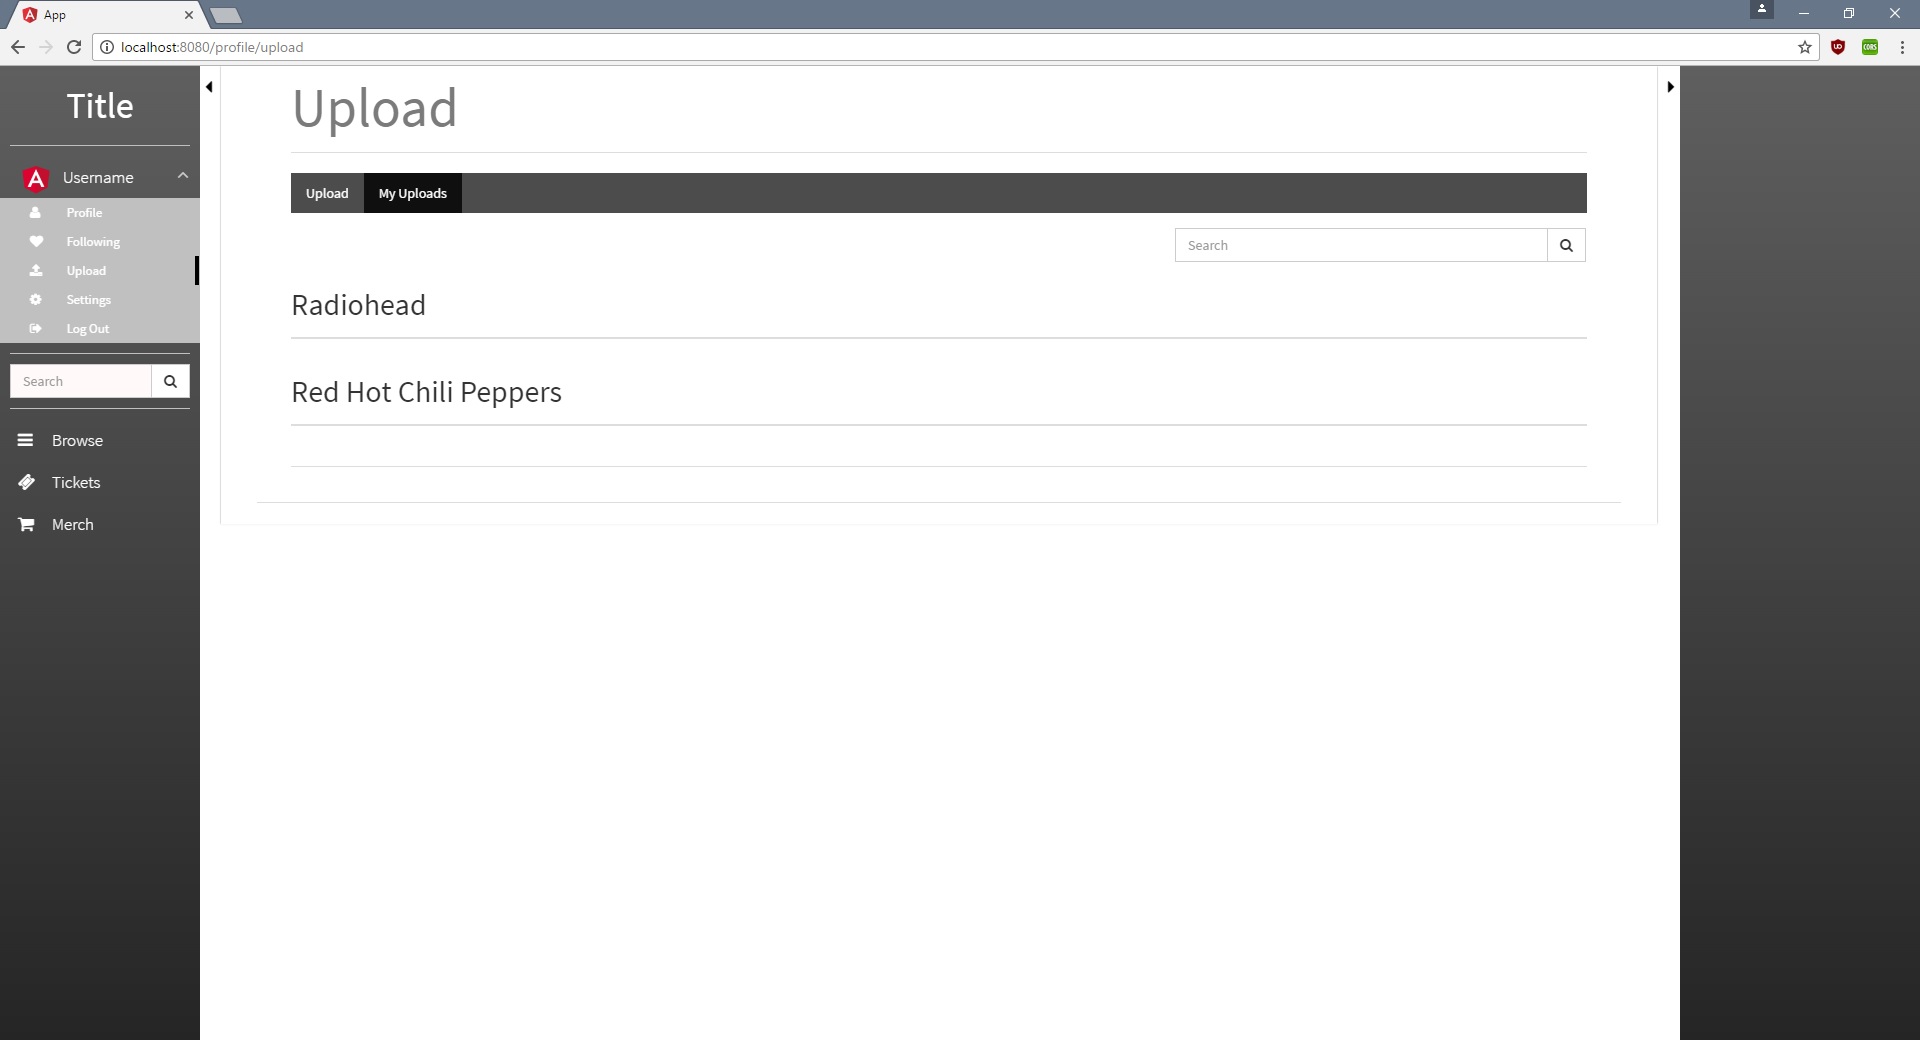 App
localhost:8080/profile/upload
Title
Username
Profile
Following
Upload
Settings
Log Out
Search
Browse
Tickets
Merch
Upload
Upload
My Uploads
Search
Radiohead
Red Hot Chili Peppers
CORS